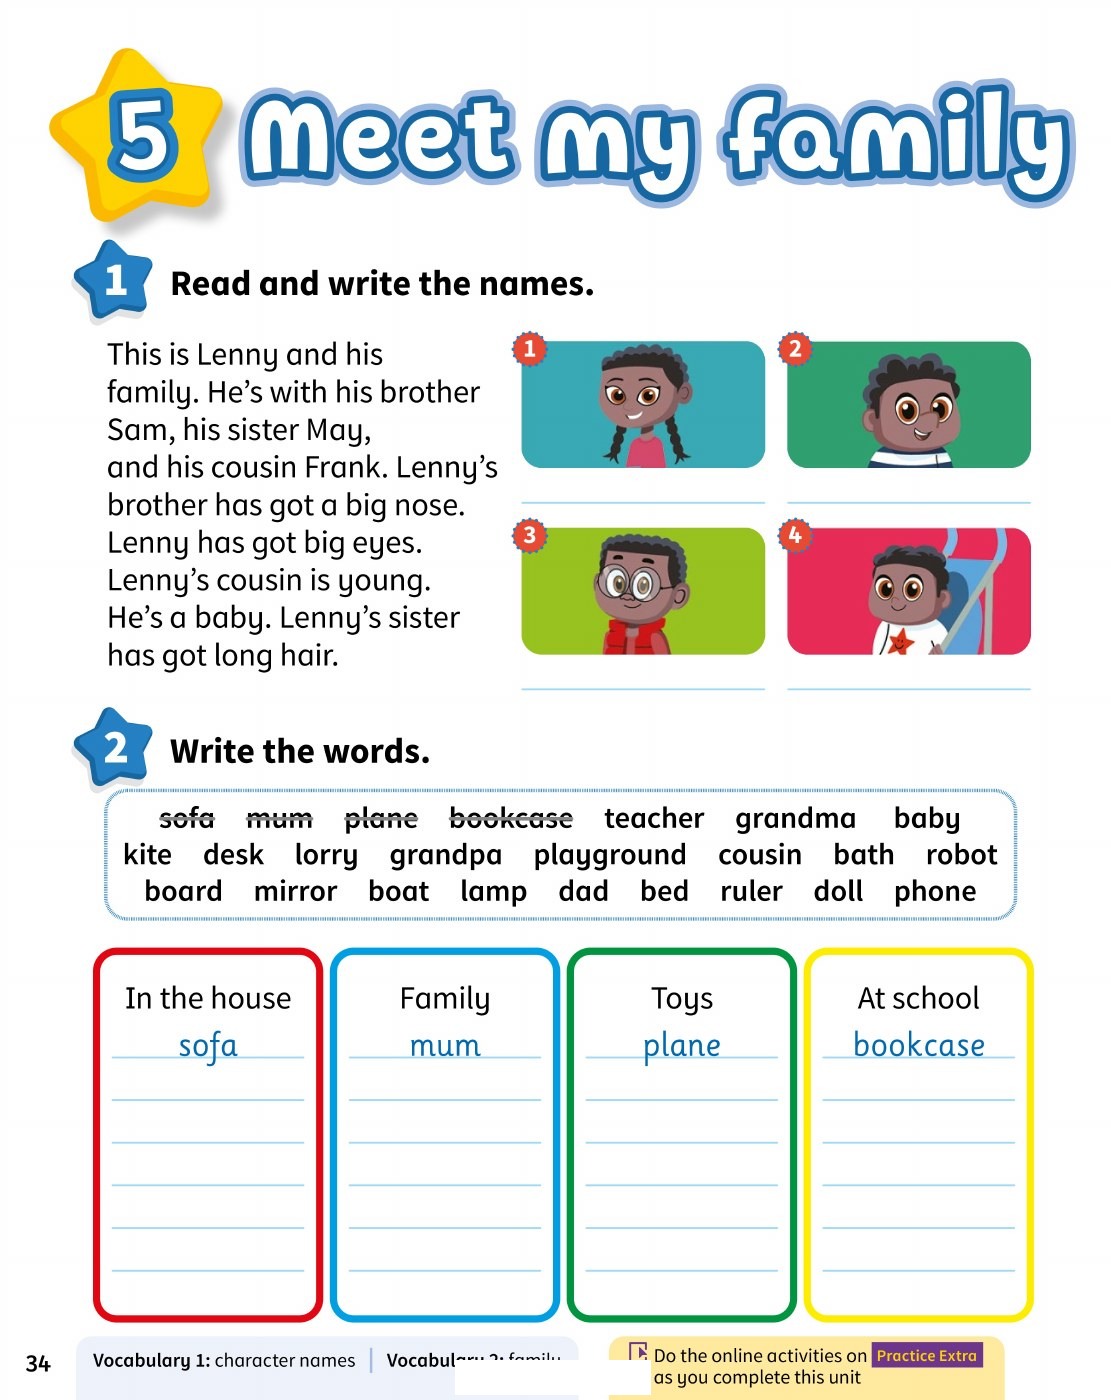 5 Meet my family
1 Read and write the names.
This is Lenny and his
family. He's with his brother
Sam, his sister May,
and his cousin Frank. Lenny's
brother has got a big nose.
Lenny has got big eyes.
Lenny's cousin is young.
He's a baby. Lenny's sister
has got long hair.
1 2
3 4
2 Write the words.
sofa mum plane bookcase teacher grandma baby
kite desk lorry grandpa playground cousin bath robot
board mirror boat lamp dad bed ruler doll phone
In the house Family Toys At school
sofa mum plane bookcase
34 Vocabulary 1: character names | Vocabulary 2: family
Do the online activities on Practice Extra
as you complete this unit